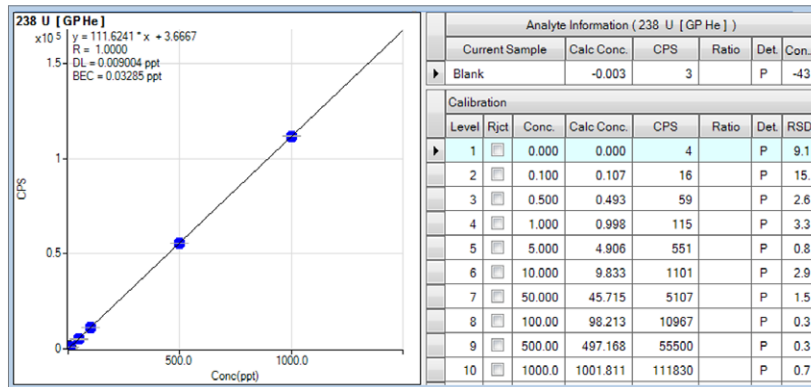 238 U [GPHe]
x10 5
y = 111.6241 * x + 3.6667
R = 1.0000
DL = 0.009004 ppt
BEC = 0.03285 ppt
1.5
1
0.5
0
CPS
500.0 1000.0
Conc(ppt)
Analyte Information ( 238 U [ GP He ] )
Current Sample Calc Conc. CPS Ratio Det. Con..
Blank -0.003 3 P -43
Calibration
Level Rjct Conc. Calc Conc. CPS Ratio Det. RSD
1 0.000 0.000 4 P 9.1
2 0.100 0.107 16 P 15.
3 0.500 0.493 59 P 2.6
4 1.000 0.998 115 P 3.3
5 5.000 4.906 551 P 0.8
6 10.000 9.833 1101 P 2.9
7 50.000 45.715 5107 P 1.5
8 100.00 98.213 10967 P 0.3
9 500.00 497.168 55500 P 0.3
10 1000.0 1001.811 111830 P 0.7